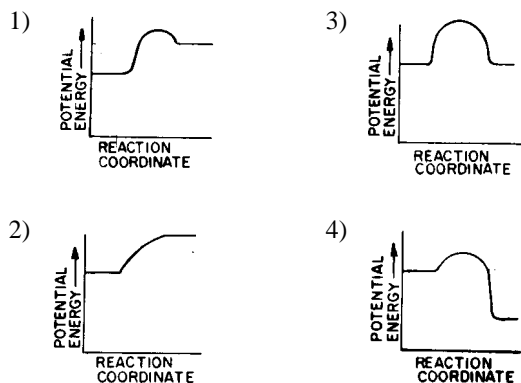 1)
POTENTIAL
ENERGY
REACTION
COORDINATE
3)
POTENTIAL
ENERGY
REACTION
COORDINATE
2)
POTENTIAL
ENERGY
REACTION
COORDINATE
4)
POTENTIAL
ENERGY
REACTION
COORDINATE